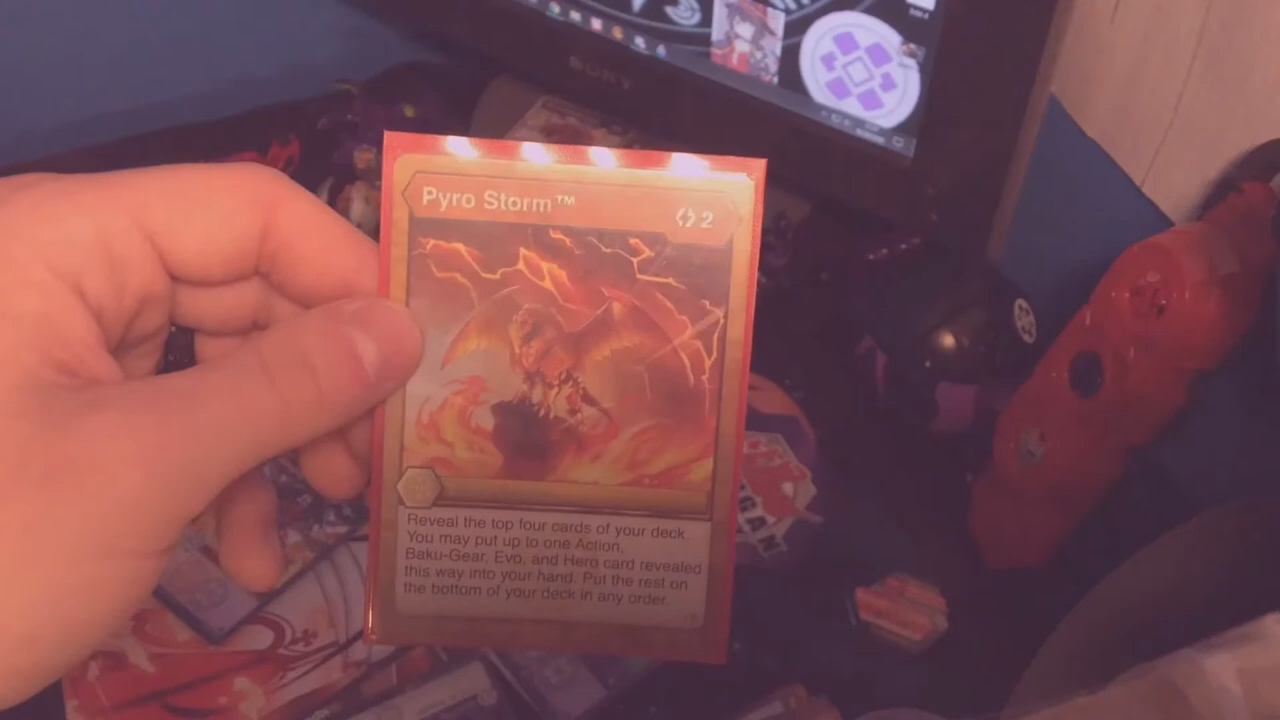 SONY
Pyro Storm™
2
Reveal the top four cards of your deck.
You may put up to one Action,
Baku-Gear, Evo, and Hero card revealed
this way into your hand. Put the rest on
the bottom of your deck in any order.